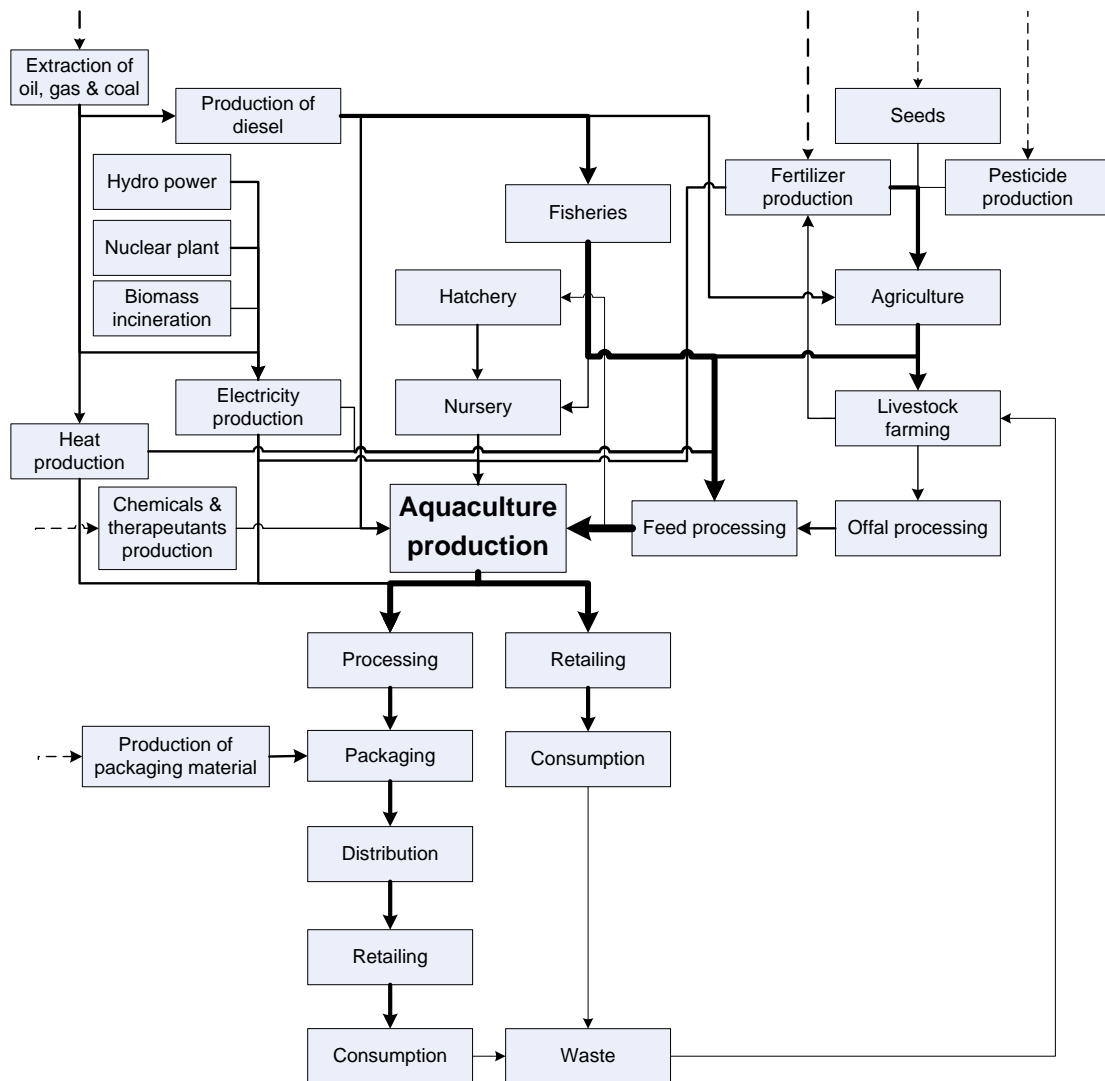 Extraction of
oil, gas & coal
Production of
diesel
Seeds
Hydro power
Fertilizer
production
Pesticide
production
Fisheries
Nuclear plant
Hatchery
Agriculture
Biomass
incineration
Electricity
production
Nursery
Livestock
farming
Heat
production
Chemicals &
therapeutants
production
Aquaculture
production
Feed processing
Offal processing
Processing
Retailing
Production of
packaging material
Packaging
Consumption
Distribution
Retailing
Consumption
Waste